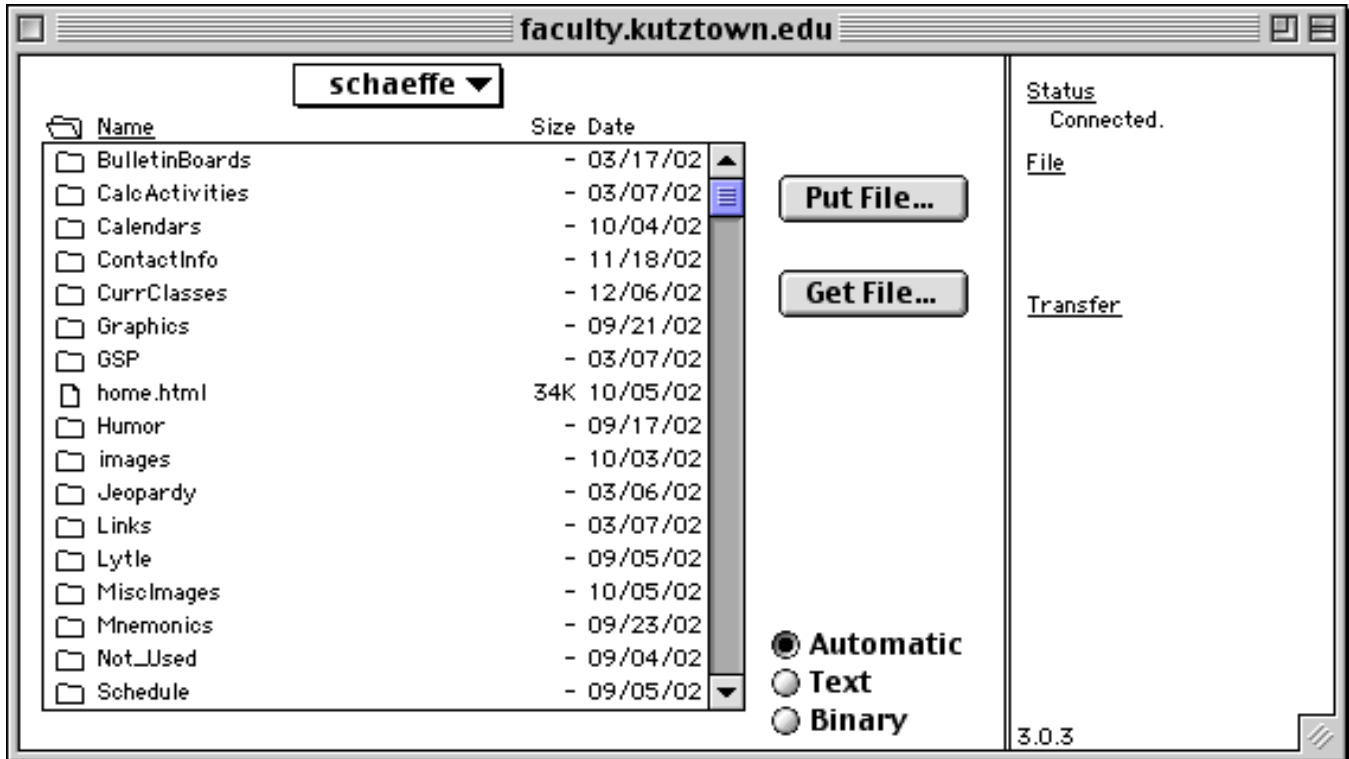 faculty.kutztown.edu
schaeffe
Name Size Date
BulletinBoards - 03/17/02
CalcActivities - 03/07/02
Calendars - 10/04/02
ContactInfo - 11/18/02
CurrClasses - 12/06/02
Graphics - 09/21/02
GSP - 03/07/02
home.html 34K 10/05/02
Humor - 09/17/02
images - 10/03/02
Jeopardy - 03/06/02
Links - 03/07/02
Lytle - 09/05/02
MiscImages - 10/05/02
Mnemonics - 09/23/02
Not_Used - 09/04/02
Schedule - 09/05/02
Put File...
Get File...
Automatic
Text
Binary
Status
Connected.
File
Transfer
3.0.3